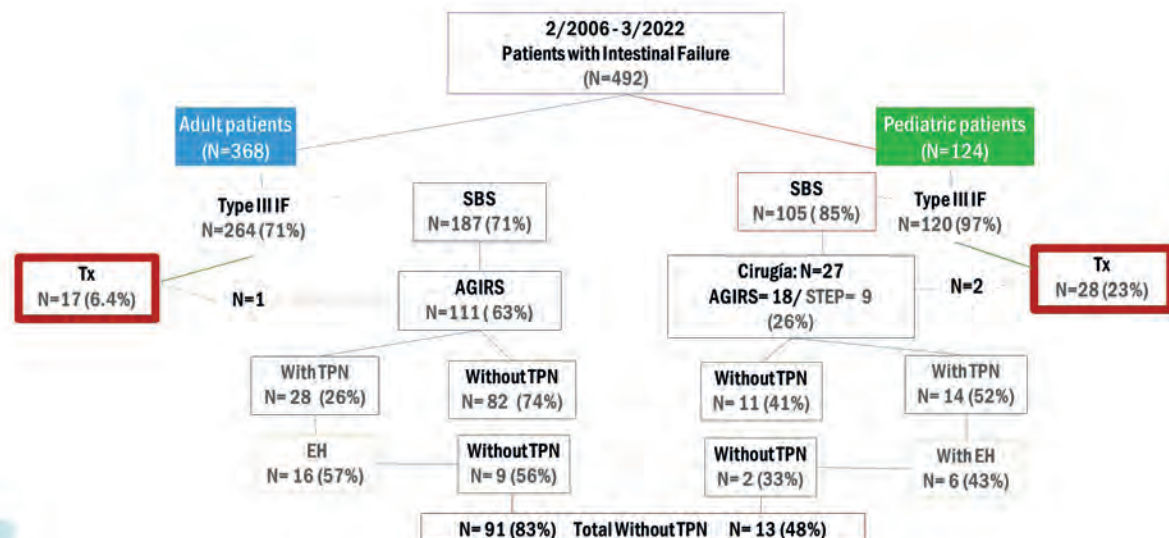 2/2006 - 3/2022
Patients with Intestinal Failure
(N=492)
Adult patients
(N=368)
Pediatric patients
(N=124)
Type III IF
N=264 (71%)
SBS
N=187 (71%)
SBS
N=105 ( 85%)
Type III IF
N=120 (97%)
Tx
N=17 (6.4%)
N=1
AGIRS
N=111 ( 63%)
Cirugía: N=27
AGIRS= 18/ STEP= 9
(26%)
N=2
Tx
N=28 (23%)
With TPN
N= 28 (26%)
Without TPN
N= 82 (74%)
Without TPN
N= 11 (41%)
With TPN
N= 14 (52%)
EH
N= 16 (57%)
Without TPN
N= 9 (56%)
Without TPN
N= 2 (33%)
With EH
N= 6 (43%)
N= 91 (83%) Total Without TPN N= 13 (48%)